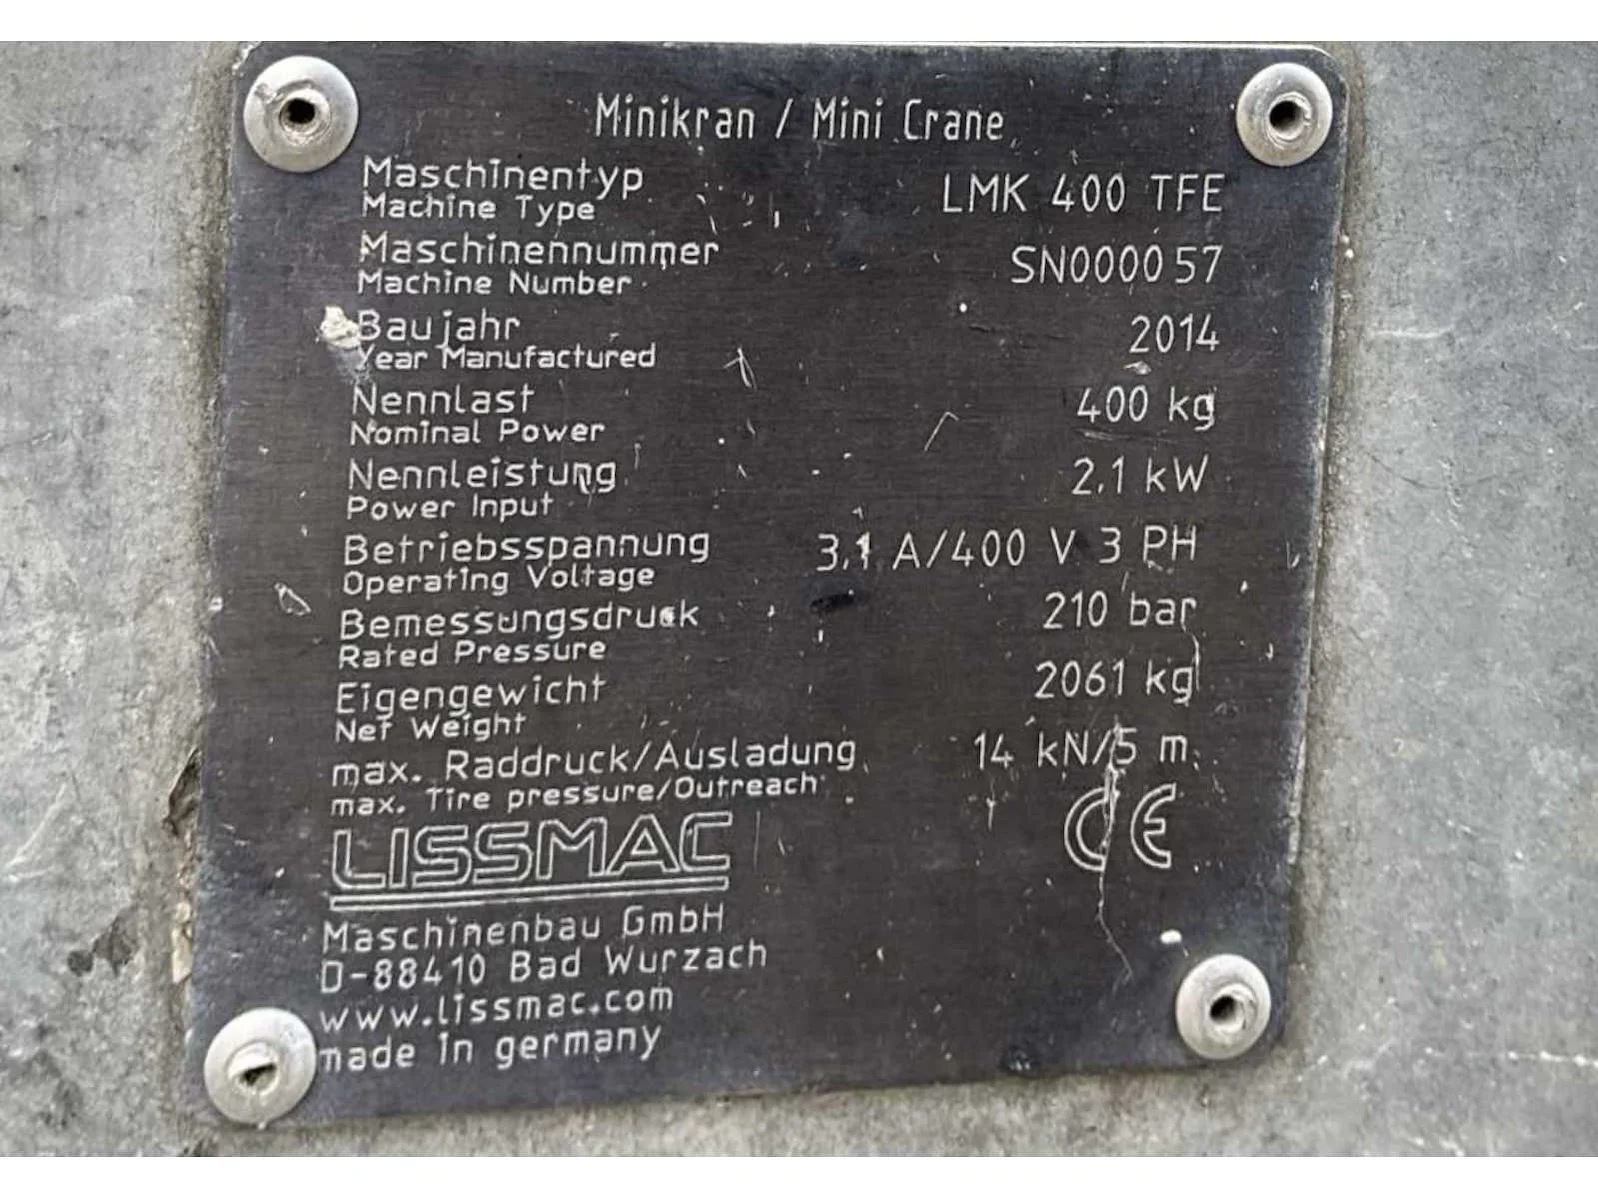 Minikran / Mini Crane
Maschinentyp LMK 400 TFE
Machine Type
Maschinennummer SN0000 57
Machine Number
Baujahr 2014
Year Manufactured
Nennlast 400 kg
Nominal Power
Nennleistung 2.1 kW
Power Input
Betriebsspannung 3.1 A/400 V 3 PH
Operating Voltage
Bemessungsdruck 210 bar
Rated Pressure
Eigengewicht 2061 kg
Net Weight
max. Raddruck/Ausladung 14 kN/5 m
max. Tire pressure/Outreach
LISSMAC CE
Maschinenbau GmbH
D-88410 Bad Wurzach
www.lissmac.com
made in germany